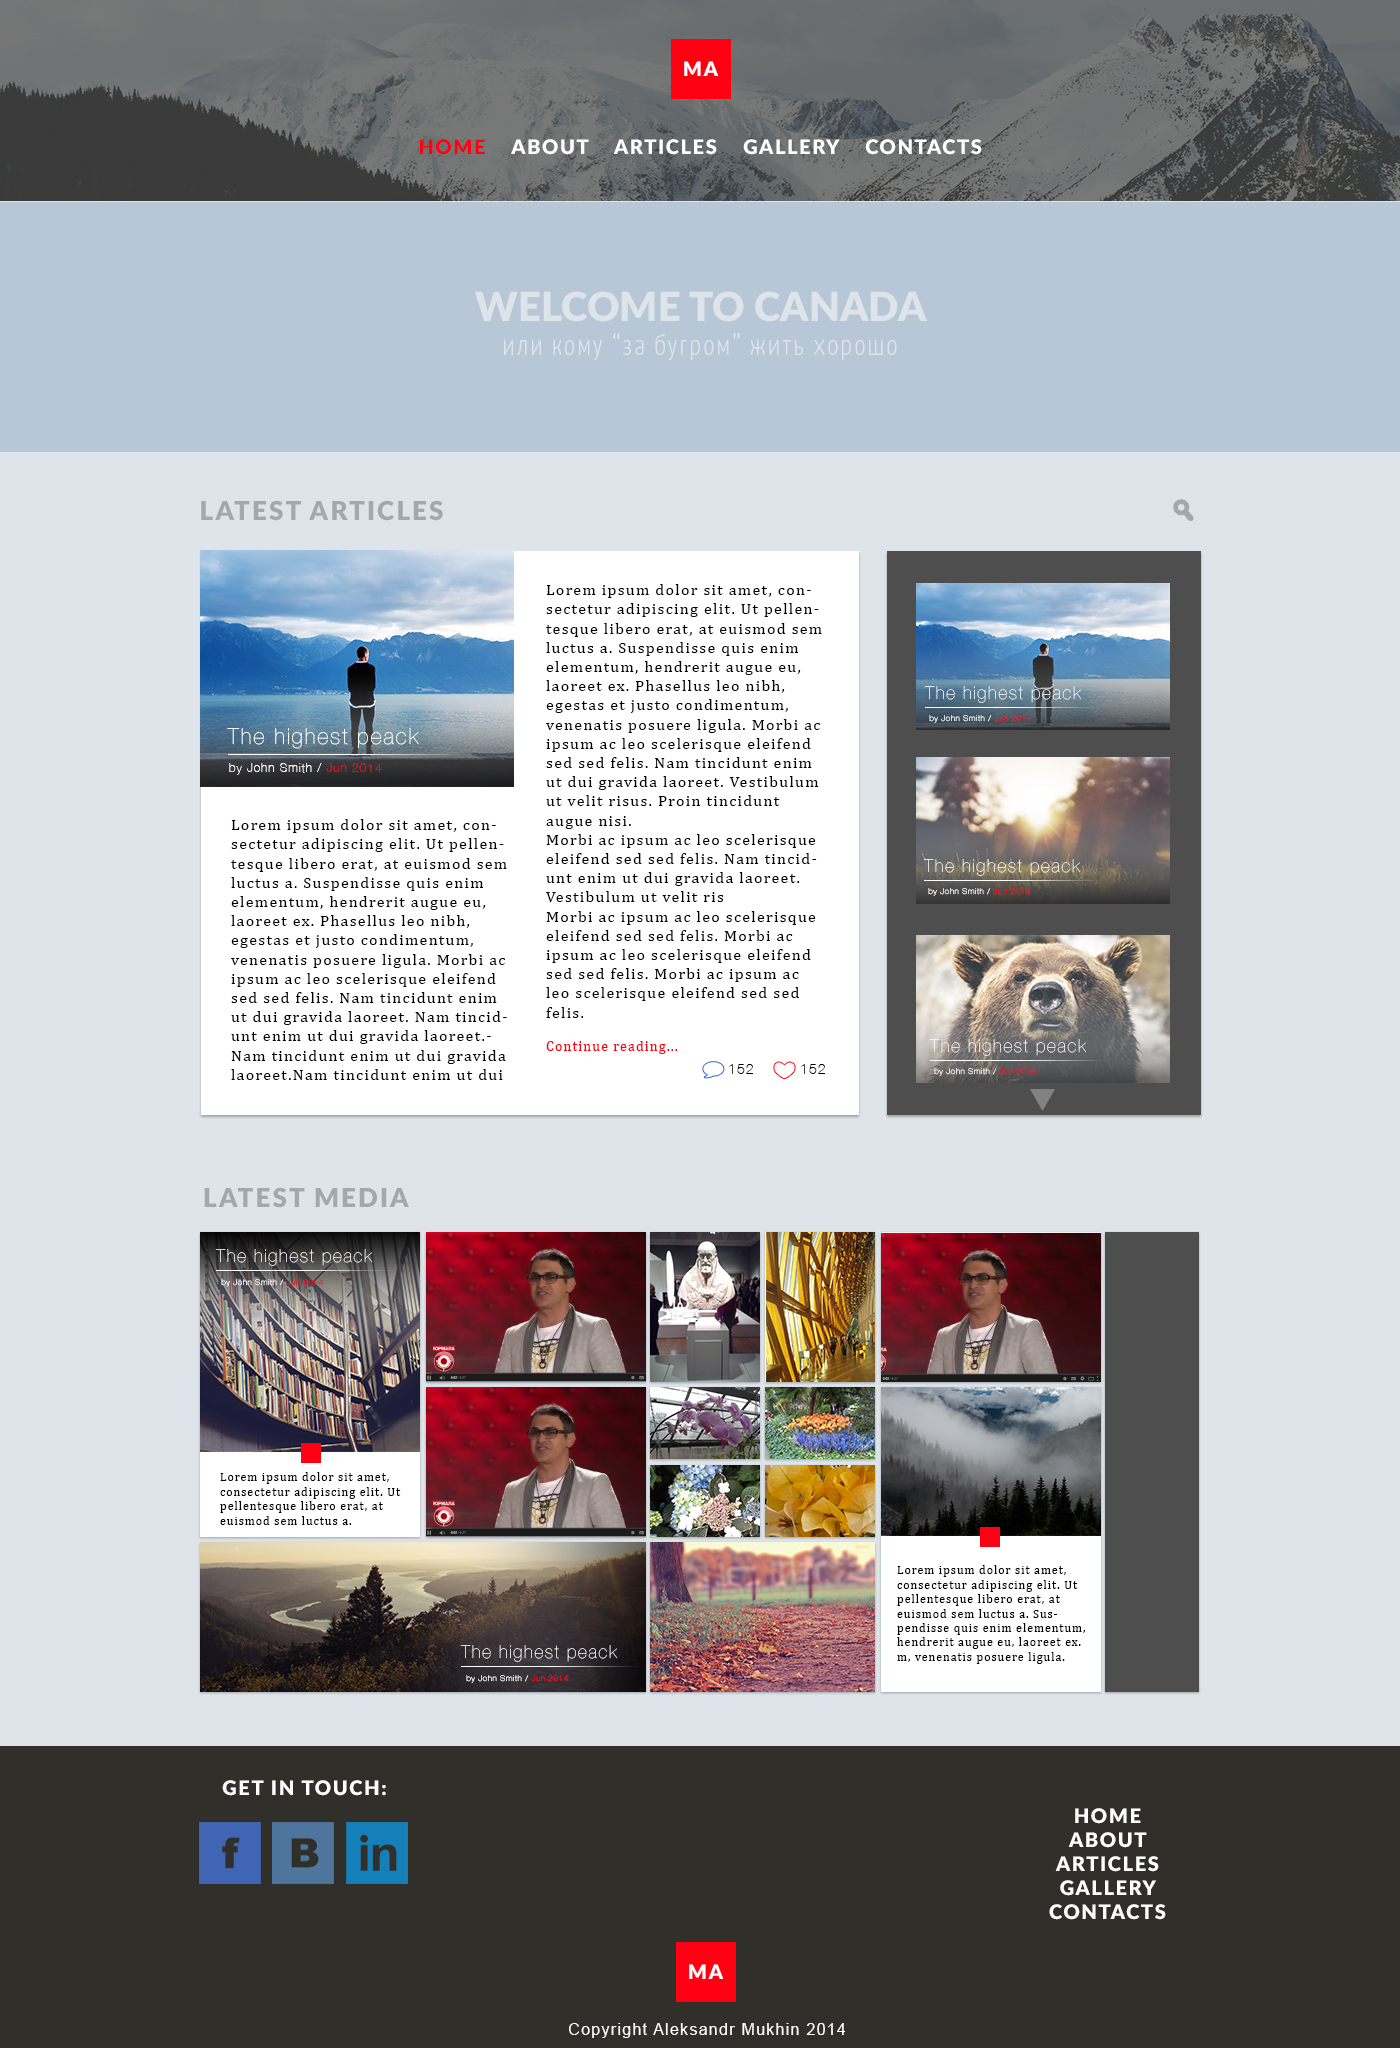 MA
HOME ABOUT ARTICLES GALLERY CONTACTS
WELCOME TO CANADA
или кому “за бугром” жить хорошо
LATEST ARTICLES
The highest peack
by John Smith / Jun 2014
Lorem ipsum dolor sit amet, con-
sectetur adipiscing elit. Ut pellen-
tesque libero erat, at euismod sem
luctus a. Suspendisse quis enim
elementum, hendrerit augue eu,
laoreet ex. Phasellus leo nibh,
egestas et justo condimentum,
venenatis posuere ligula. Morbi ac
ipsum ac leo scelerisque eleifend
sed sed felis. Nam tincidunt enim
ut dui gravida laoreet. Nam tincid-
unt enim ut dui gravida laoreet.-
Nam tincidunt enim ut dui gravida
laoreet.Nam tincidunt enim ut dui
Lorem ipsum dolor sit amet, con-
sectetur adipiscing elit. Ut pellen-
tesque libero erat, at euismod sem
luctus a. Suspendisse quis enim
elementum, hendrerit augue eu,
laoreet ex. Phasellus leo nibh,
egestas et justo condimentum,
venenatis posuere ligula. Morbi ac
ipsum ac leo scelerisque eleifend
sed sed felis. Nam tincidunt enim
ut dui gravida laoreet. Vestibulum
ut velit risus. Proin tincidunt
augue nisi.
Morbi ac ipsum ac leo scelerisque
eleifend sed sed felis. Nam tincid-
unt enim ut dui gravida laoreet.
Vestibulum ut velit ris
Morbi ac ipsum ac leo scelerisque
eleifend sed sed felis. Morbi ac
ipsum ac leo scelerisque eleifend
sed sed felis. Morbi ac ipsum ac
leo scelerisque eleifend sed sed
felis.
Continue reading...
152 152
The highest peack
by John Smith / Jun 2014
The highest peack
by John Smith / Jun 2014
The highest peack
by John Smith / Jun 2014
LATEST MEDIA
The highest peack
by John Smith / Jun 2014
Lorem ipsum dolor sit amet,
consectetur adipiscing elit. Ut
pellentesque libero erat, at
euismod sem luctus a.
ЮРМАЛА
ЮРМАЛА
The highest peack
by John Smith / Jun 2014
Lorem ipsum dolor sit amet,
consectetur adipiscing elit. Ut
pellentesque libero erat, at
euismod sem luctus a. Sus-
pendisse quis enim elementum,
hendrerit augue eu, laoreet ex.
m, venenatis posuere ligula.
GET IN TOUCH:
f B in
HOME
ABOUT
ARTICLES
GALLERY
CONTACTS
MA
Copyright Aleksandr Mukhin 2014